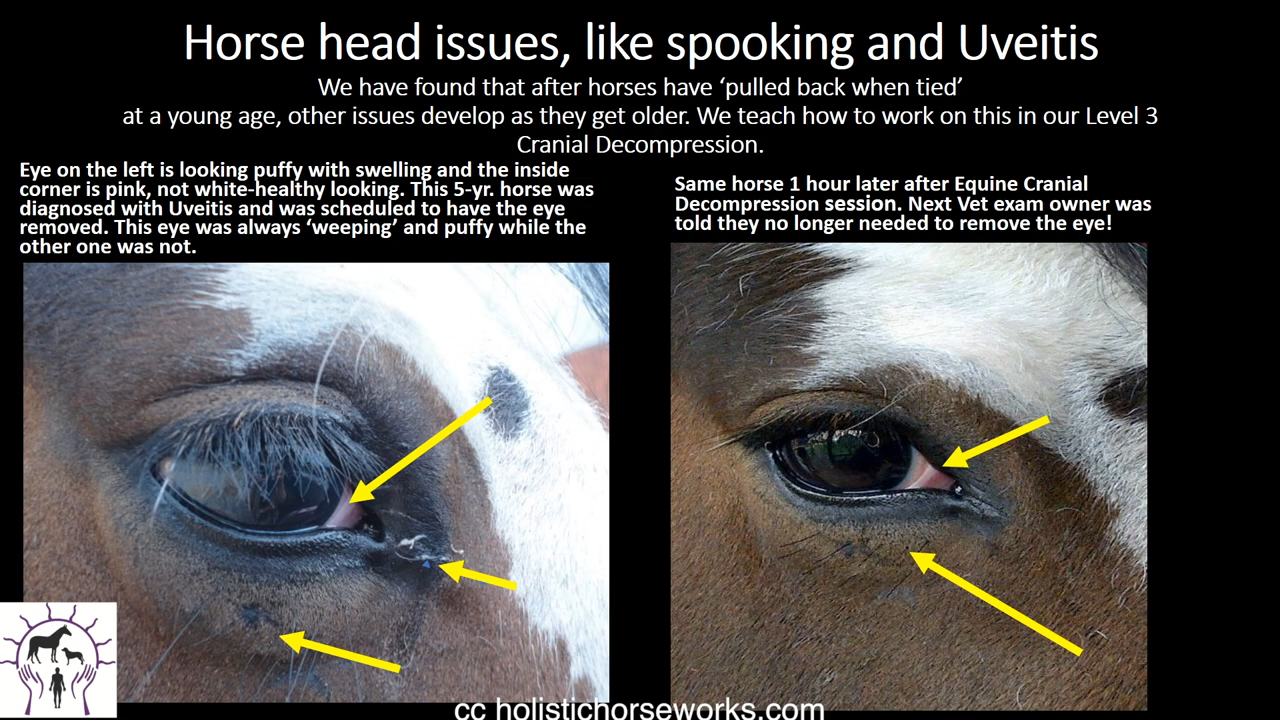 Horse head issues, like spooking and Uveitis
We have found that after horses have ‘pulled back when tied’
at a young age, other issues develop as they get older. We teach how to work on this in our Level 3
Cranial Decompression.
Eye on the left is looking puffy with swelling and the inside
corner is pink, not white-healthy looking. This 5-yr. horse was
diagnosed with Uveitis and was scheduled to have the eye
removed. This eye was always ‘weeping’ and puffy while the
other one was not.
Same horse 1 hour later after Equine Cranial
Decompression session. Next Vet exam owner was
told they no longer needed to remove the eye!
cc holistichorseworks.com